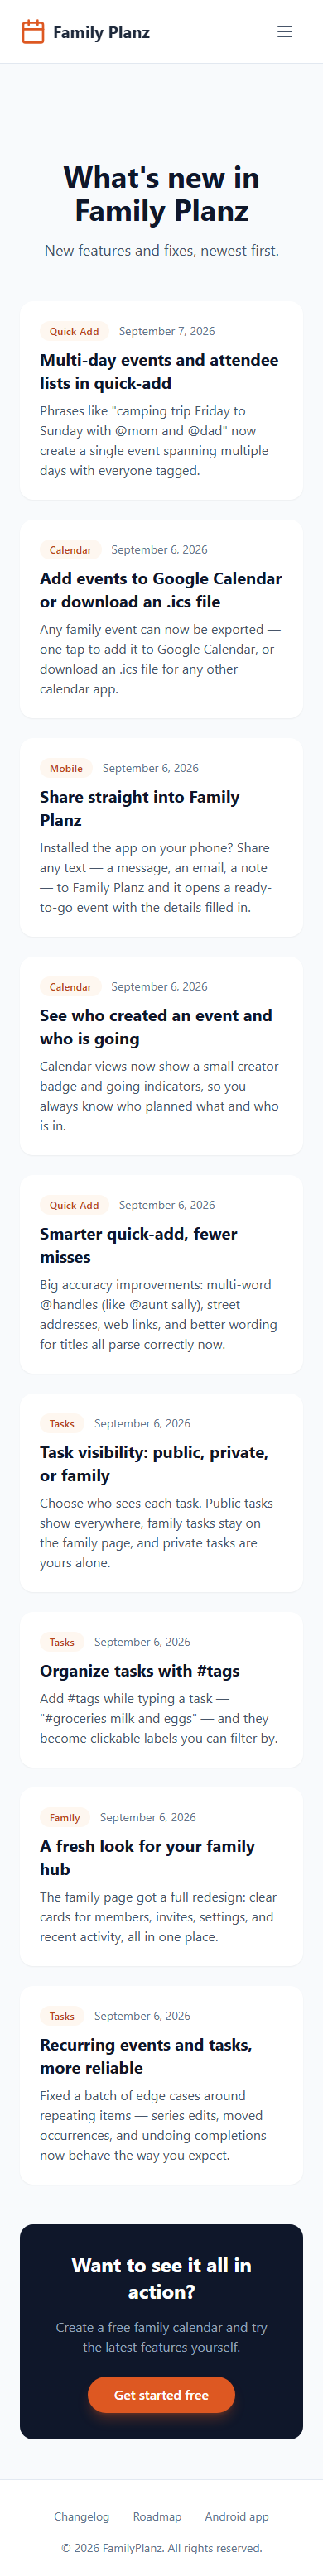 Family Planz
What's new in
Family Planz
New features and fixes, newest first.
Quick Add September 7, 2026
Multi-day events and attendee
lists in quick-add
Phrases like "camping trip Friday to
Sunday with @mom and @dad" now
create a single event spanning multiple
days with everyone tagged.
Calendar September 6, 2026
Add events to Google Calendar
or download an .ics file
Any family event can now be exported —
one tap to add it to Google Calendar, or
download an .ics file for any other
calendar app.
Mobile September 6, 2026
Share straight into Family
Planz
Installed the app on your phone? Share
any text — a message, an email, a note
— to Family Planz and it opens a ready-
to-go event with the details filled in.
Calendar September 6, 2026
See who created an event and
who is going
Calendar views now show a small creator
badge and going indicators, so you
always know who planned what and who
is in.
Quick Add September 6, 2026
Smarter quick-add, fewer
misses
Big accuracy improvements: multi-word
@handles (like @aunt sally), street
addresses, web links, and better wording
for titles all parse correctly now.
Tasks September 6, 2026
Task visibility: public, private,
or family
Choose who sees each task. Public tasks
show everywhere, family tasks stay on
the family page, and private tasks are
yours alone.
Tasks September 6, 2026
Organize tasks with #tags
Add #tags while typing a task —
"#groceries milk and eggs" — and they
become clickable labels you can filter by.
Family September 6, 2026
A fresh look for your family
hub
The family page got a full redesign: clear
cards for members, invites, settings, and
recent activity, all in one place.
Tasks September 6, 2026
Recurring events and tasks,
more reliable
Fixed a batch of edge cases around
repeating items — series edits, moved
occurrences, and undoing completions
now behave the way you expect.
Want to see it all in
action?
Create a free family calendar and try
the latest features yourself.
Get started free
Changelog Roadmap Android app
© 2026 FamilyPlanz. All rights reserved.